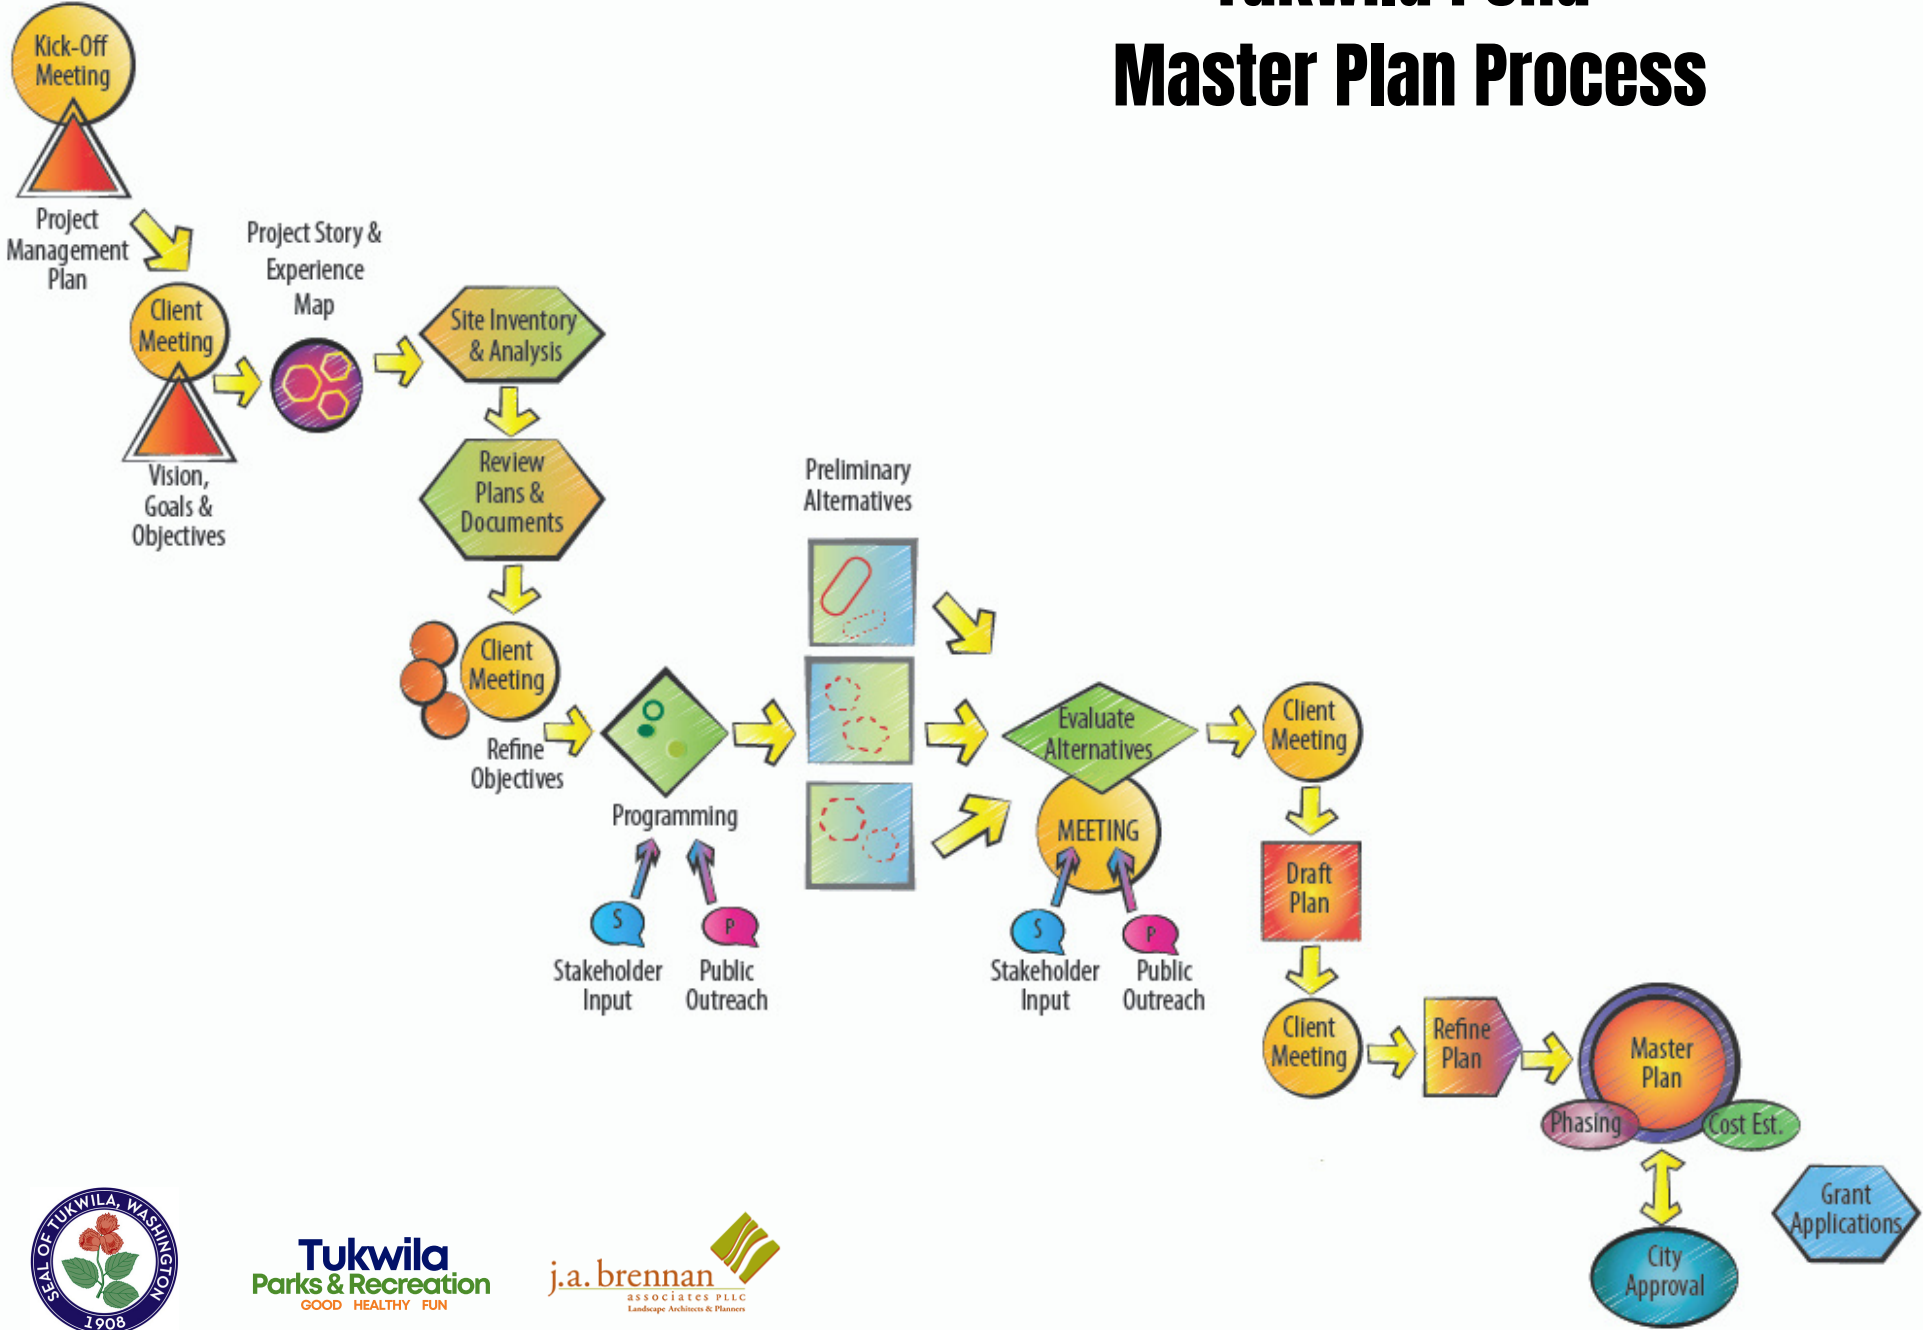 Tukwila Pond
Master Plan Process
Kick-Off
Meeting
Project
Management
Plan
Client
Meeting
Vision,
Goals &
Objectives
Project Story &
Experience
Map
Site Inventory
& Analysis
Review
Plans &
Documents
Client
Meeting
Refine
Objectives
Programming
S
Stakeholder
Input
P
Public
Outreach
Preliminary
Alternatives
Evaluate
Alternatives
MEETING
S
Stakeholder
Input
P
Public
Outreach
Client
Meeting
Draft
Plan
Client
Meeting
Refine
Plan
Master
Plan
Phasing
Cost Est.
City
Approval
Grant
Applications
SEAL OF TUKWILA, WASHINGTON
1908
Tukwila
Parks & Recreation
GOOD HEALTHY FUN
j.a. brennan
associates PLLC
Landscape Architects & Planners